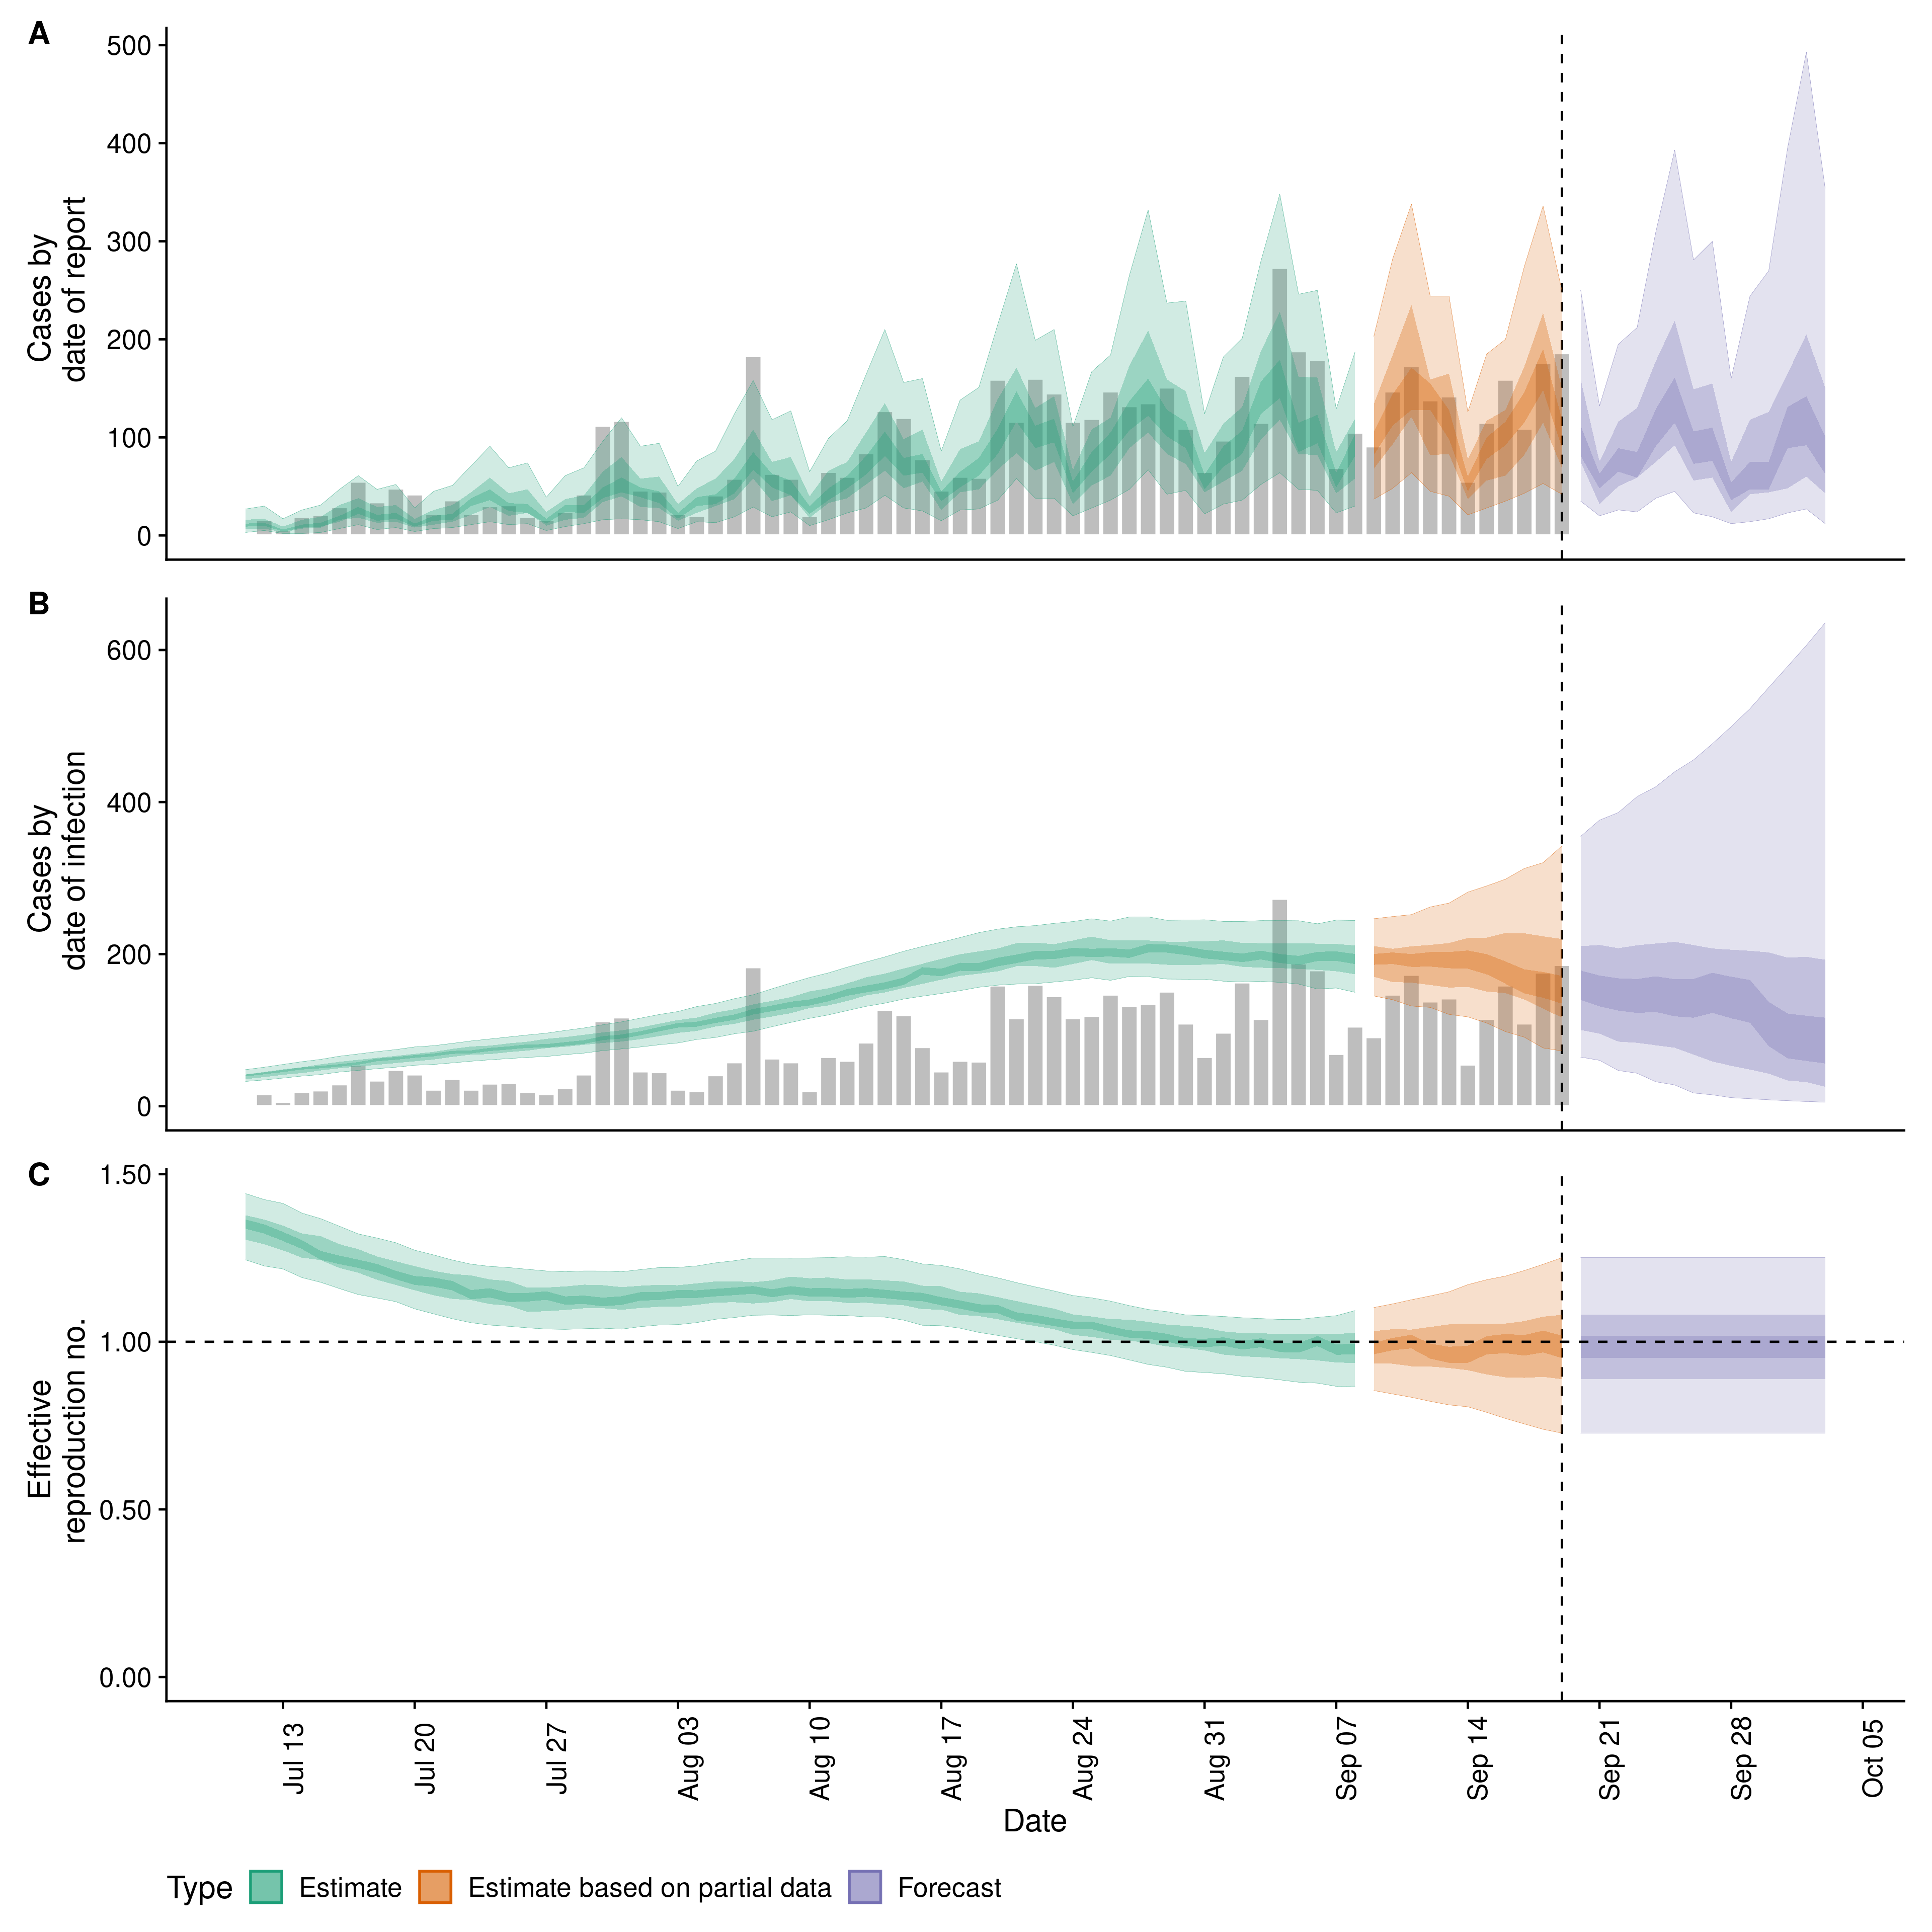 A
Cases by
date of report
500
400
300
200
100
0
B
Cases by
date of infection
600
400
200
0
C
Effective
reproduction no.
1.50
1.00
0.50
0.00
Jul 13
Jul 20
Jul 27
Aug 03
Aug 10
Aug 17
Aug 24
Aug 31
Sep 07
Sep 14
Sep 21
Sep 28
Oct 05
Date
Type Estimate Estimate based on partial data Forecast